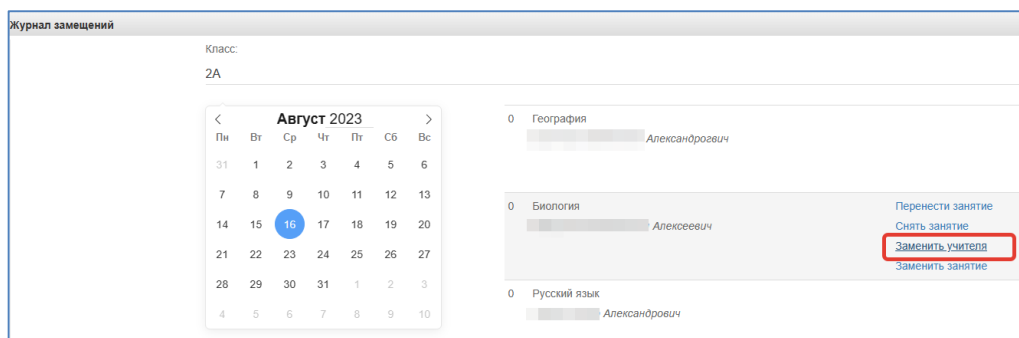 Журнал замещений
Класс:
2А
Август 2023
Пн Вт Ср Чт Пт Сб Вс
31 1 2 3 4 5 6
7 8 9 10 11 12 13
14 15 16 17 18 19 20
21 22 23 24 25 26 27
28 29 30 31 1 2 3
4 5 6 7 8 9 10
0 География
Александрогвич
0 Биология
Алексеевич
Перенести занятие
Снять занятие
Заменить учителя
Заменить занятие
0 Русский язык
Александрович